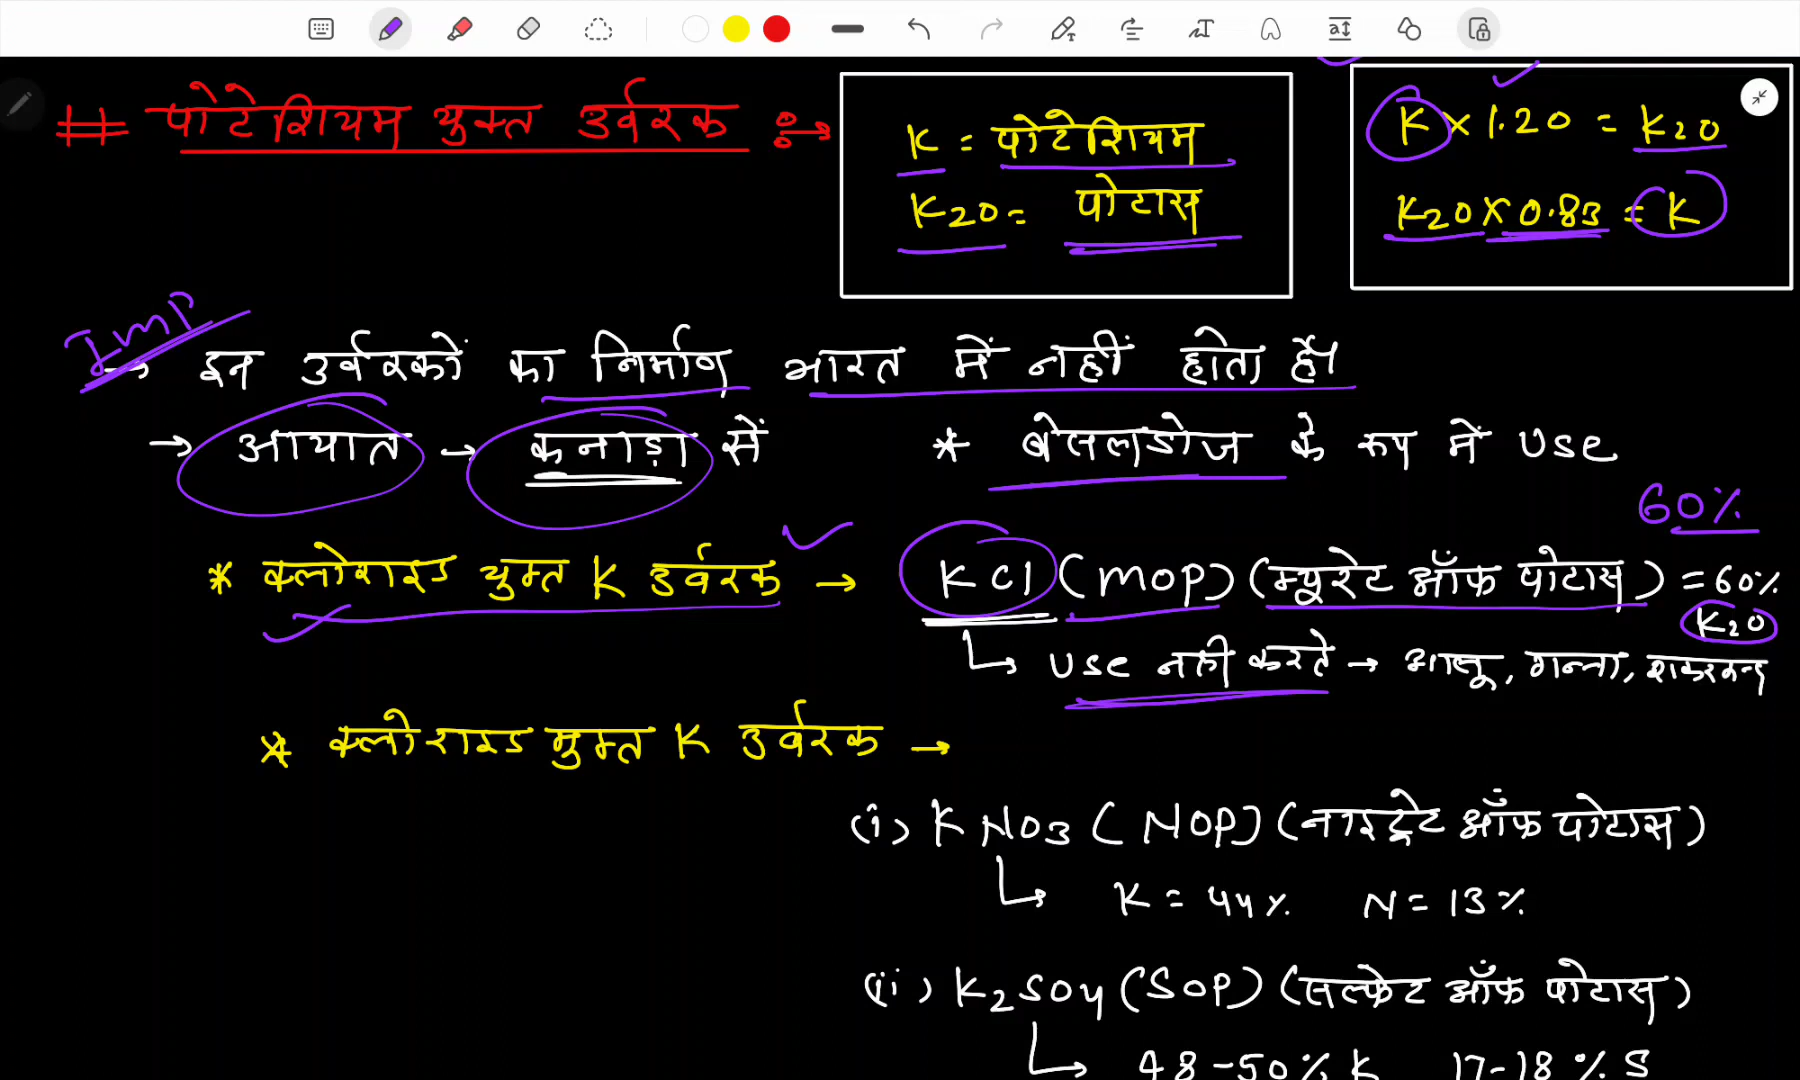 # पोटेशियम युक्त उर्वरक :→
K = पोटेशियम
K2O = पोटास
K × 1.20 = K2O
K2O × 0.83 = K
Imp
→ इन उर्वरकों का निर्माण भारत में नहीं होता है।
→ आयात → कनाड़ा से
* बेसलडोज के रूप में Use
60%
* क्लोराइड युक्त K उर्वरक → KCl (MOP) (म्यूरेट ऑफ पोटास) = 60%
K2O
↳ Use नही करते → आलू, गन्ना, शकरकन्द
* क्लोराइड मुक्त K उर्वरक →
(i) KNO3 (NOP) (नाइट्रेट ऑफ पोटास)
↳ K = 44% N = 13%
(ii) K2SO4 (SOP) (सल्फेट ऑफ पोटास)
↳ 48-50% K 17-18% S